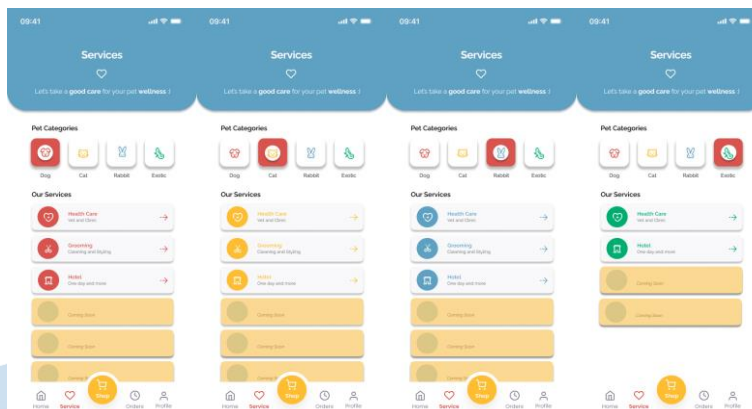 09:41
Services
Let's take a good care for your pet wellness !
Pet Categories
Dog Cat Rabbit Exotic
Our Services
Health Care
Vet and Clinic
Grooming
Cleaning and Styling
Hotel
One day and more
Coming Soon
Coming Soon
Coming Soon
Home Service Shop Orders Profile
09:41
Services
Let's take a good care for your pet wellness !
Pet Categories
Dog Cat Rabbit Exotic
Our Services
Health Care
Vet and Clinic
Grooming
Cleaning and Styling
Hotel
One day and more
Coming Soon
Coming Soon
Coming Soon
Home Service Shop Orders Profile
09:41
Services
Let's take a good care for your pet wellness !
Pet Categories
Dog Cat Rabbit Exotic
Our Services
Health Care
Vet and Clinic
Grooming
Cleaning and Styling
Hotel
One day and more
Coming Soon
Coming Soon
Coming Soon
Home Service Shop Orders Profile
09:41
Services
Let's take a good care for your pet wellness !
Pet Categories
Dog Cat Rabbit Exotic
Our Services
Health Care
Vet and Clinic
Hotel
One day and more
Coming Soon
Coming Soon
Home Service Shop Orders Profile